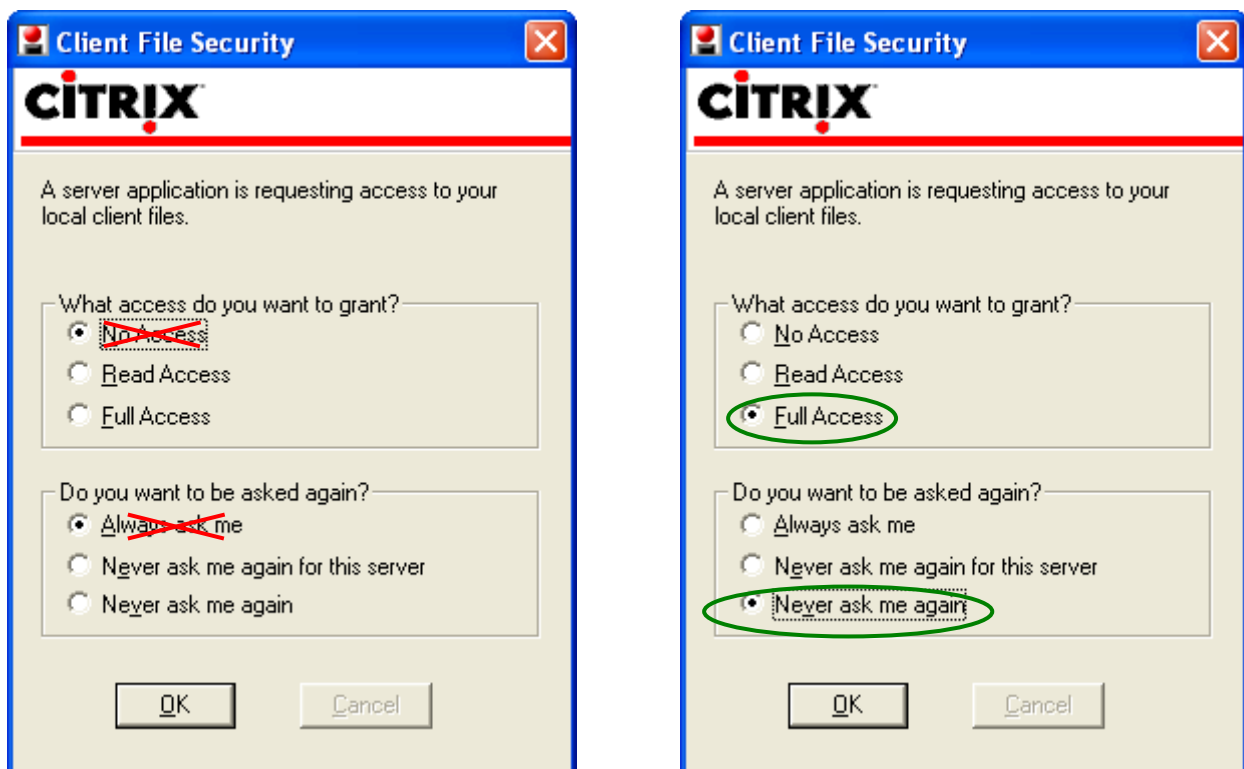 Client File Security
CiTRIX
A server application is requesting access to your
local client files.
What access do you want to grant?
No Access
Read Access
Full Access
Do you want to be asked again?
Always ask me
Never ask me again for this server
Never ask me again
OK
Cancel
Client File Security
CiTRIX
A server application is requesting access to your
local client files.
What access do you want to grant?
No Access
Read Access
Full Access
Do you want to be asked again?
Always ask me
Never ask me again for this server
Never ask me again
OK
Cancel